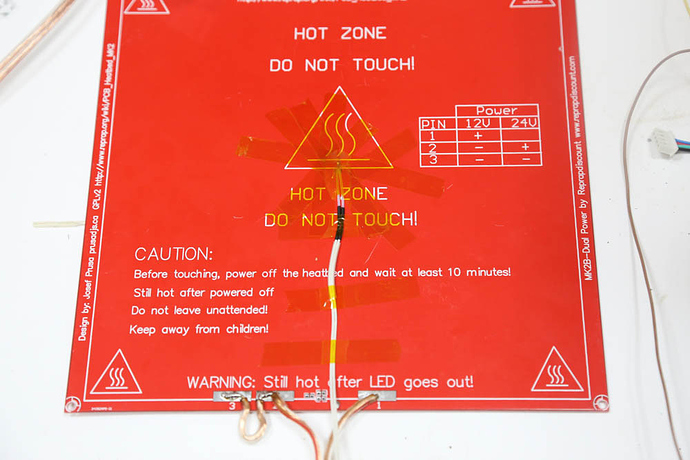 HOT ZONE
DO NOT TOUCH!
Power
PIN 12V 24V
1 +
2 - +
3 - -
HOT ZONE
DO NOT TOUCH!
CAUTION:
Before touching, power off the heatbed and wait at least 10 minutes!
Still hot after powered off
Do not leave unattended!
Keep away from children!
WARNING: Still hot after LED goes out!
3 2 1
Design by: Josef Prusa prusadjs.cz GPLv2 http://www.reprap.org/wiki/PCB_Heatbed_MK2
MK2B-Dual Power by Reprapdiscount www.reprapdiscount.com